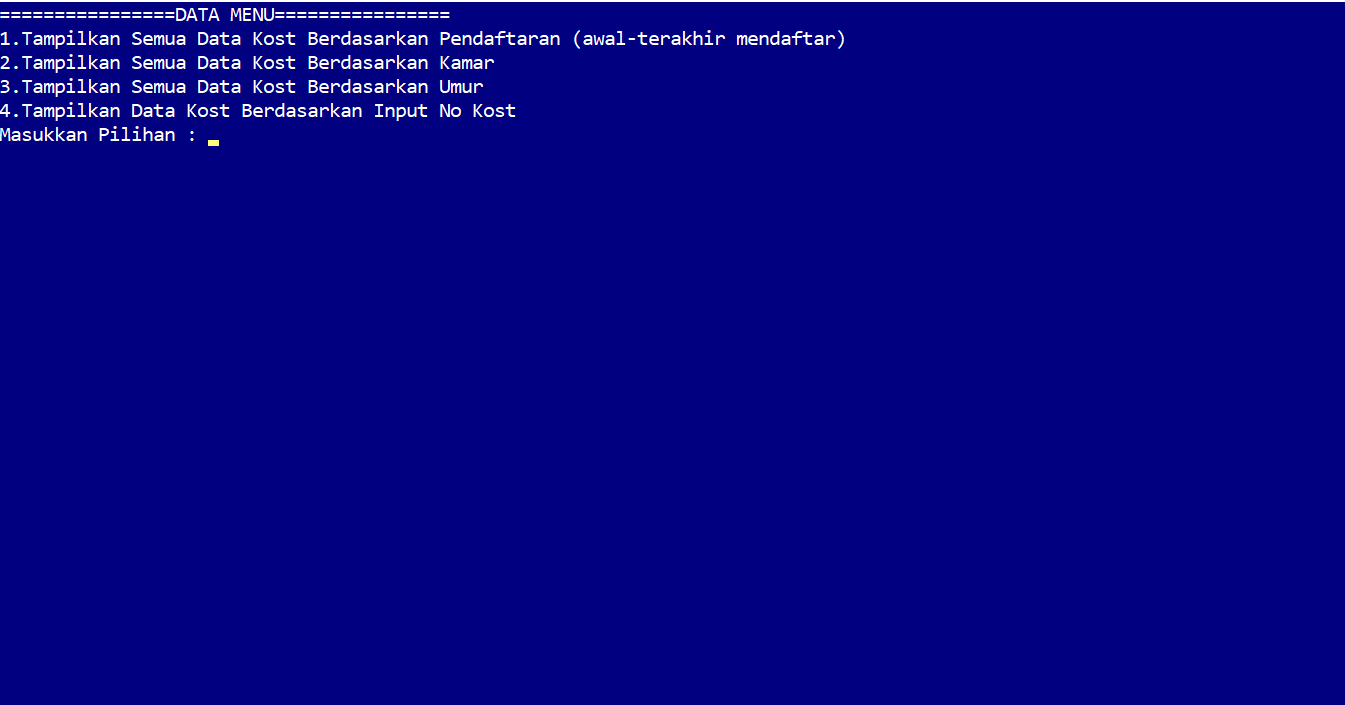 ================DATA MENU================
1.Tampilkan Semua Data Kost Berdasarkan Pendaftaran (awal-terakhir mendaftar)
2.Tampilkan Semua Data Kost Berdasarkan Kamar
3.Tampilkan Semua Data Kost Berdasarkan Umur
4.Tampilkan Data Kost Berdasarkan Input No Kost
Masukkan Pilihan :